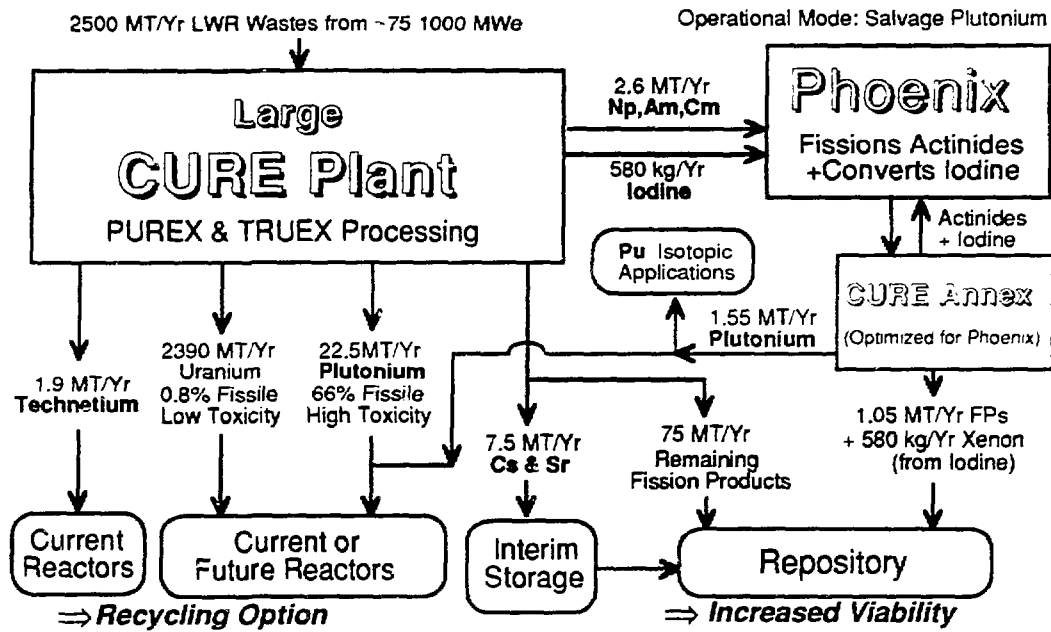 2500 MT/Yr LWR Wastes from ~75 1000 MWe
Operational Mode: Salvage Plutonium
Large
CURE Plant
PUREX & TRUEX Processing
2.6 MT/Yr
Np,Am,Cm
580 kg/Yr
Iodine
Phoenix
Fissions Actinides
+Converts Iodine
Actinides
+ Iodine
Pu Isotopic
Applications
CURE Annex
(Optimized for Phoenix)
1.55 MT/Yr
Plutonium
1.9 MT/Yr
Technetium
2390 MT/Yr
Uranium
0.8% Fissile
Low Toxicity
22.5MT/Yr
Plutonium
66% Fissile
High Toxicity
7.5 MT/Yr
Cs & Sr
75 MT/Yr
Remaining
Fission Products
1.05 MT/Yr FPs
+ 580 kg/Yr Xenon
(from Iodine)
Current
Reactors
Current or
Future Reactors
Interim
Storage
Repository
⇒ Recycling Option
⇒ Increased Viability